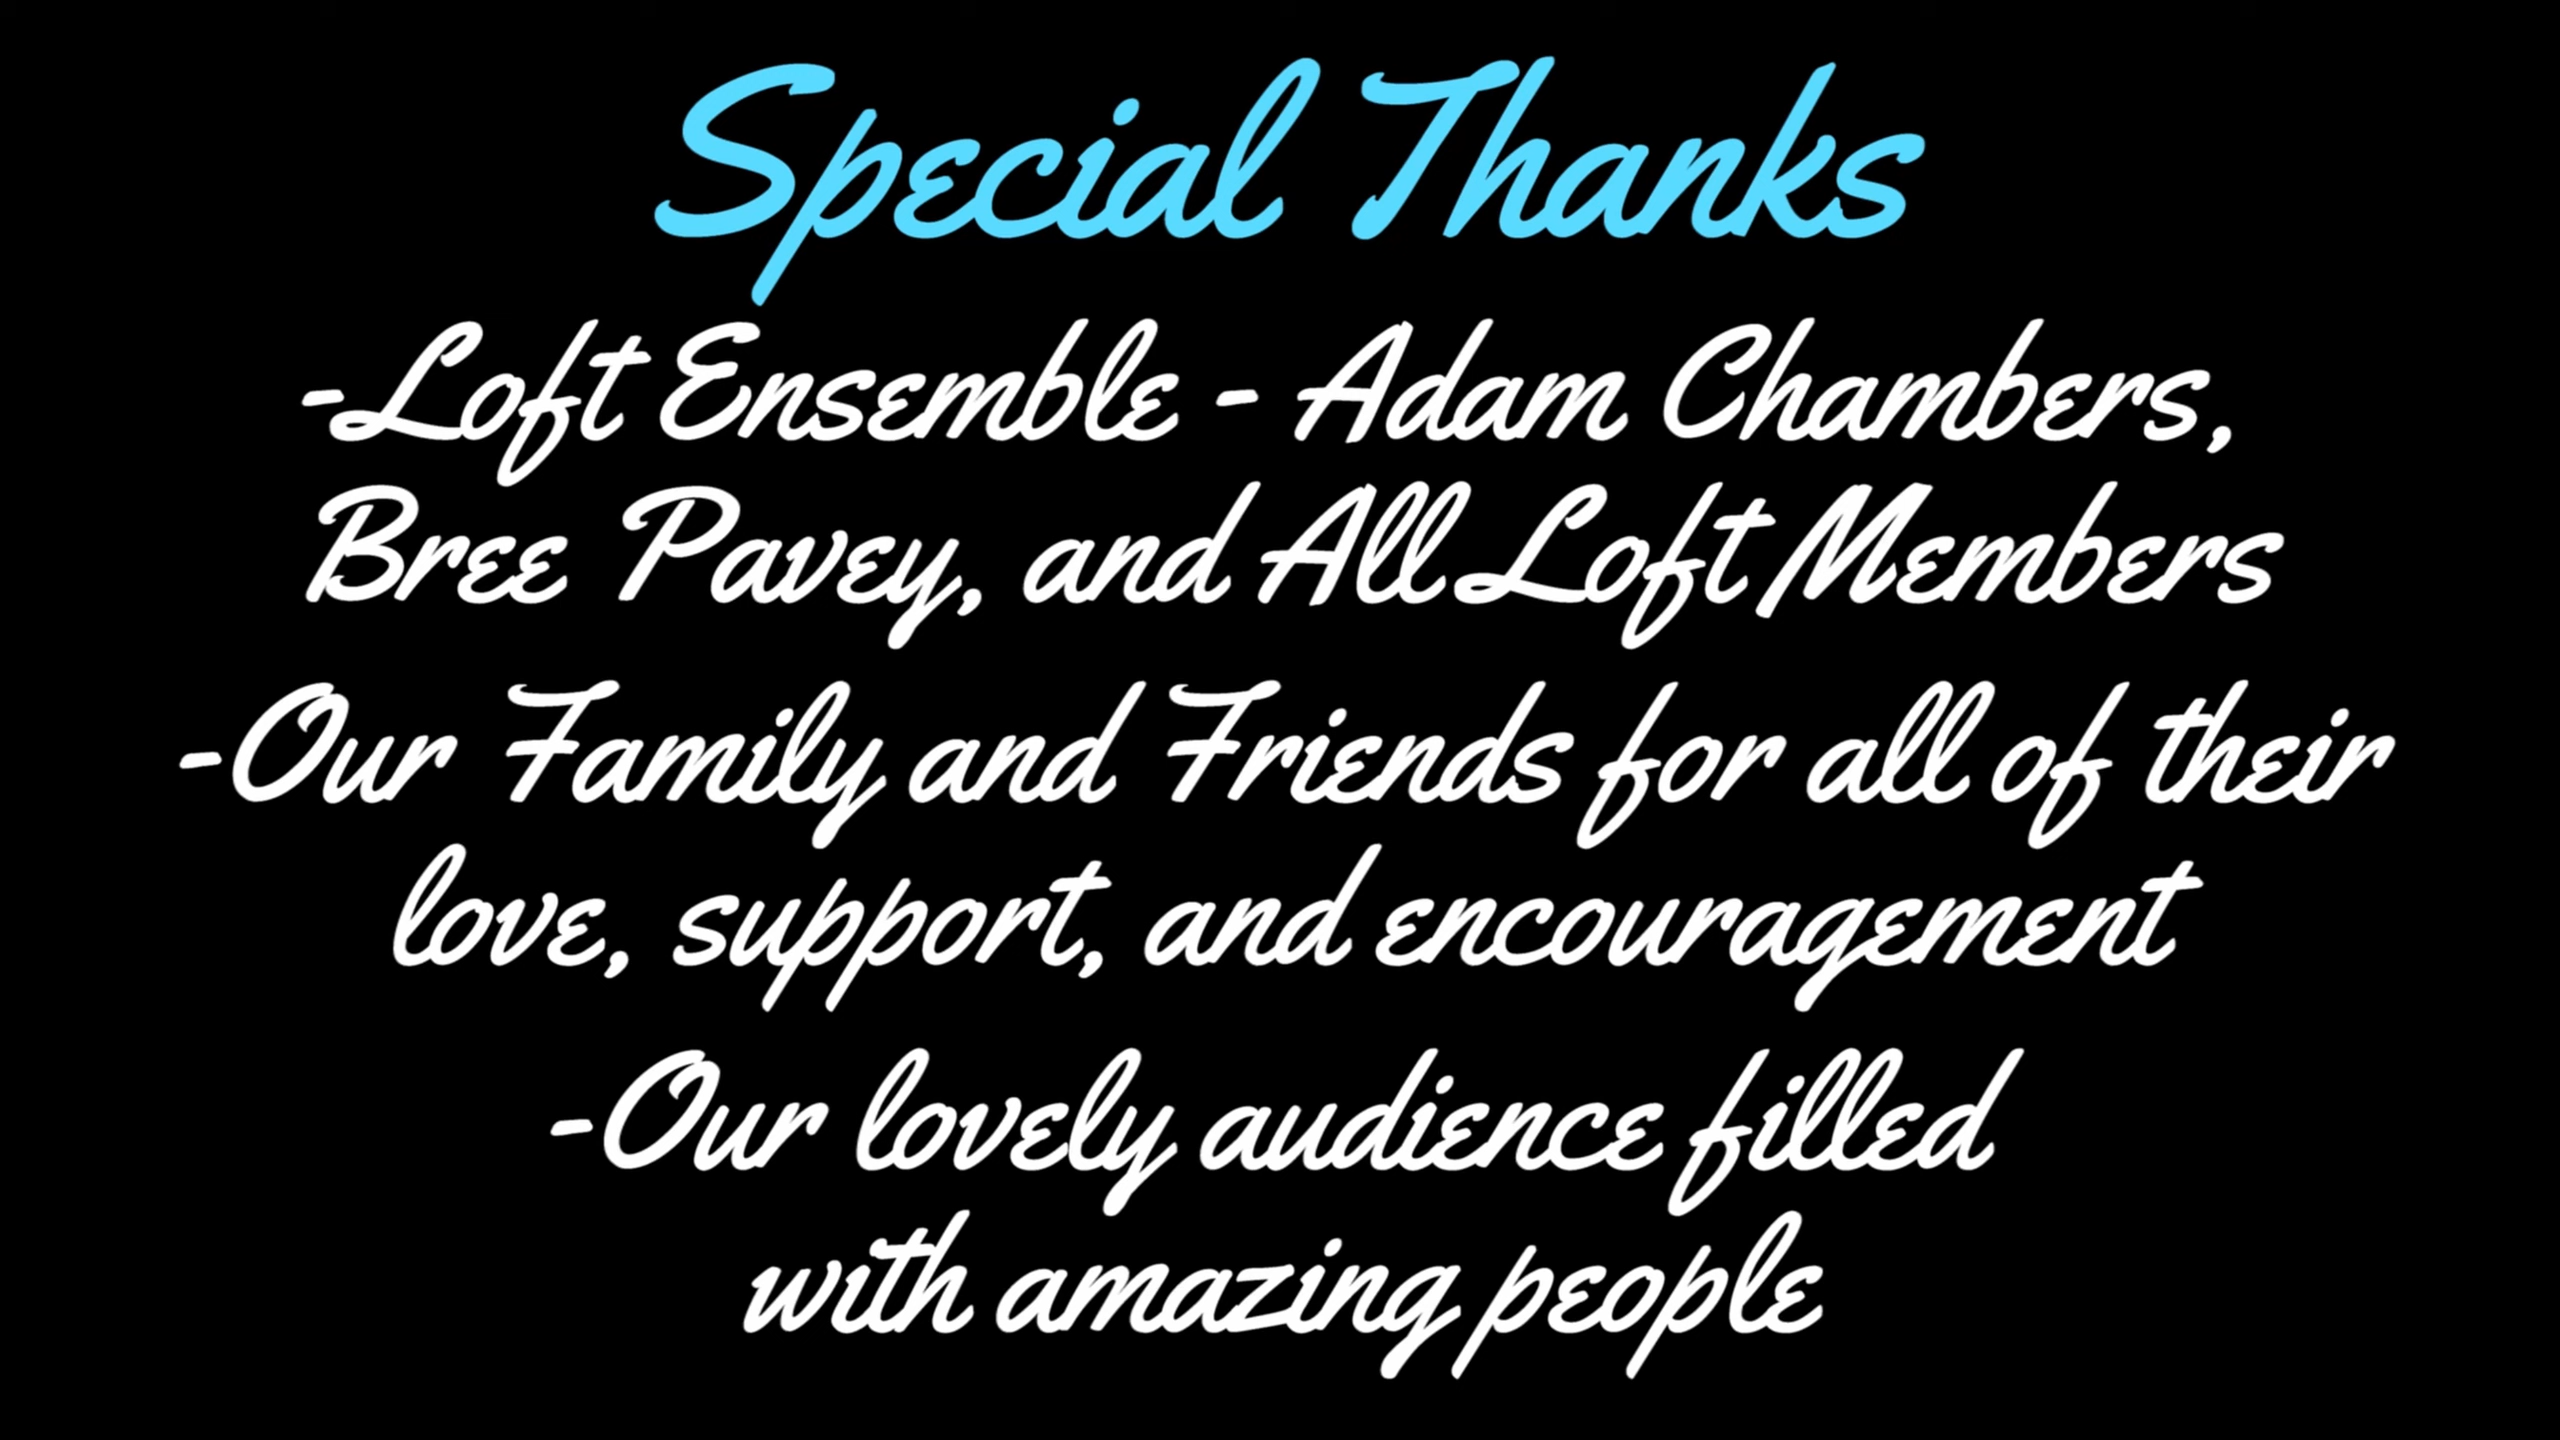 Special Thanks
-Loft Ensemble - Adam Chambers,
Bree Pavey, and All Loft Members
-Our Family and Friends for all of their
love, support, and encouragement
-Our lovely audience filled
with amazing people